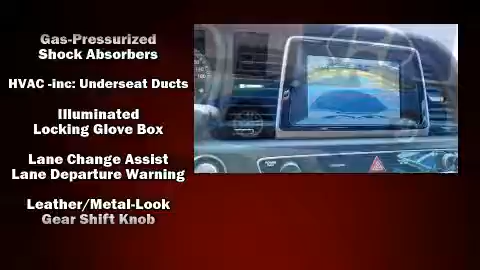 Gas-Pressurized
Shock Absorbers
HVAC -inc: Underseat Ducts
Illuminated
Locking Glove Box
Lane Change Assist
Lane Departure Warning
Leather/Metal-Look
Gear Shift Knob